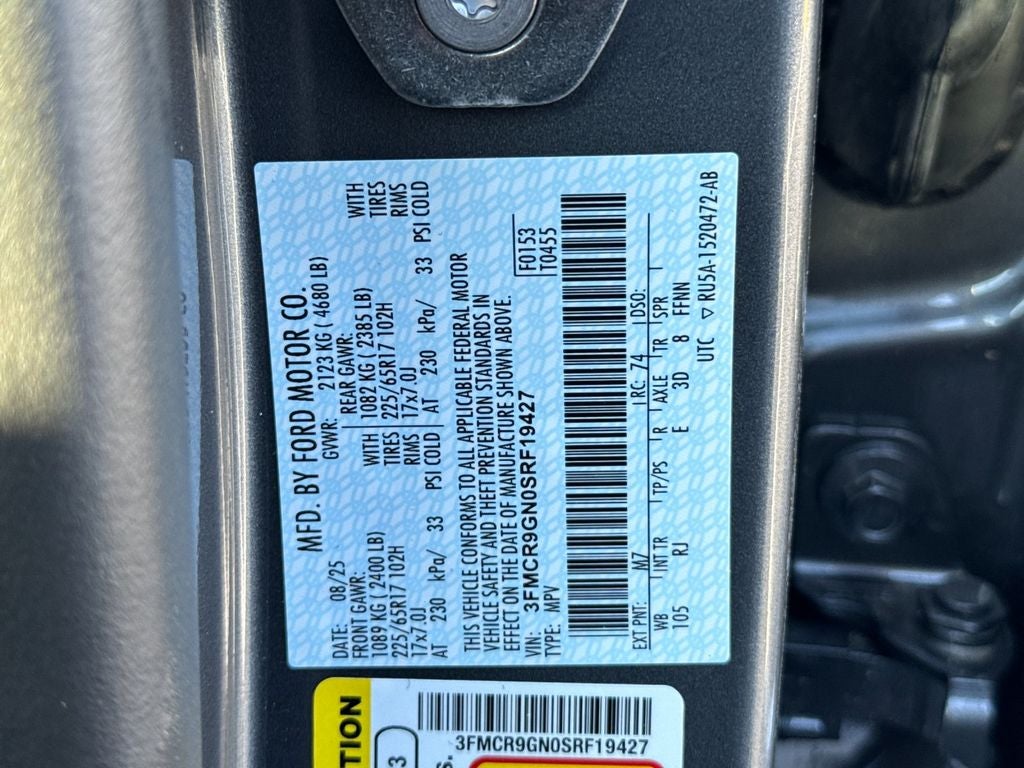 MFD. BY FORD MOTOR CO.
DATE: 08/25 GVWR: 2123 KG ( 4680 LB)
FRONT GAWR: REAR GAWR:
1089 KG ( 2400 LB) WITH 1082 KG ( 2385 LB) WITH
225/65R17 102H TIRES 225/65R17 102H TIRES
17x7.0J RIMS 17x7.0J RIMS
AT 230 kPa/ 33 PSI COLD AT 230 kPa/ 33 PSI COLD
THIS VEHICLE CONFORMS TO ALL APPLICABLE FEDERAL MOTOR
VEHICLE SAFETY AND THEFT PREVENTION STANDARDS IN
EFFECT ON THE DATE OF MANUFACTURE SHOWN ABOVE.
VIN: 3FMCR9GN0SRF19427 F0153
TYPE: MPV T0455
EXT PNT: M7 RC: 74 DSO:
WB INT TR TP/PS R AXLE TR SPR
105 RJ E 3D 8 FFNN
UTC ▽ RU5A-1520472-AB
TION
3
S.
3FMCR9GN0SRF19427